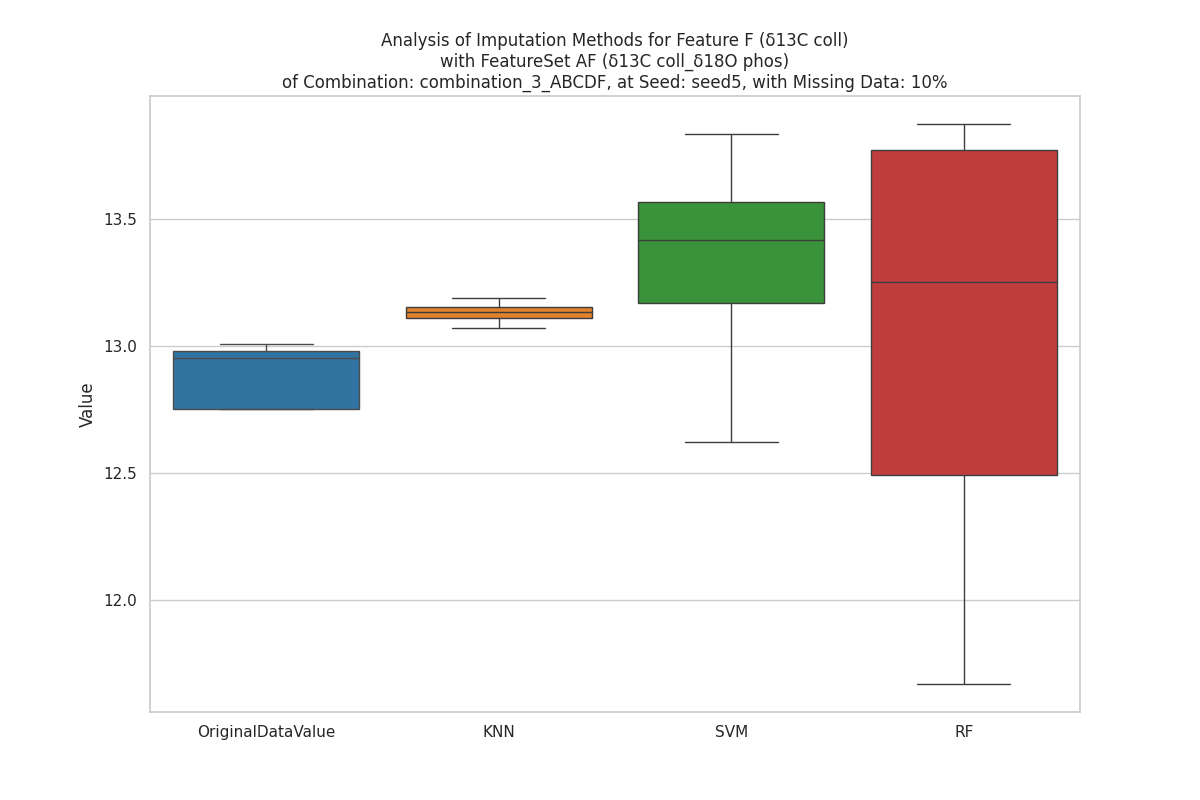 Analysis of Imputation Methods for Feature F (δ13C coll)
with FeatureSet AF (δ13C coll_δ18O phos)
of Combination: combination_3_ABCDF, at Seed: seed5, with Missing Data: 10%
Value
13.5
13.0
12.5
12.0
OriginalDataValue
KNN
SVM
RF